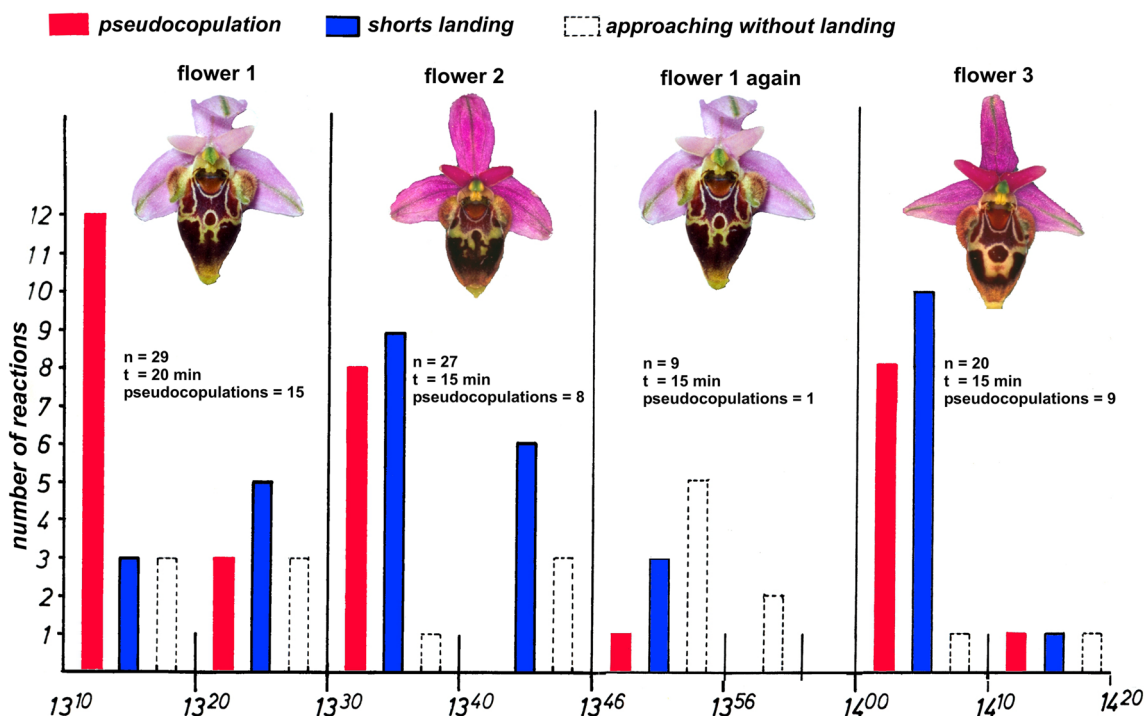 pseudocopulation shorts landing approaching without landing
flower 1 flower 2 flower 1 again flower 3
number of reactions
12
11
10
9
8
7
6
5
4
3
2
1
n = 29
t = 20 min
pseudocopulations = 15
n = 27
t = 15 min
pseudocopulations = 8
n = 9
t = 15 min
pseudocopulations = 1
n = 20
t = 15 min
pseudocopulations = 9
13 10 13 20 13 30 13 40 13 46 13 56 14 00 14 10 14 20